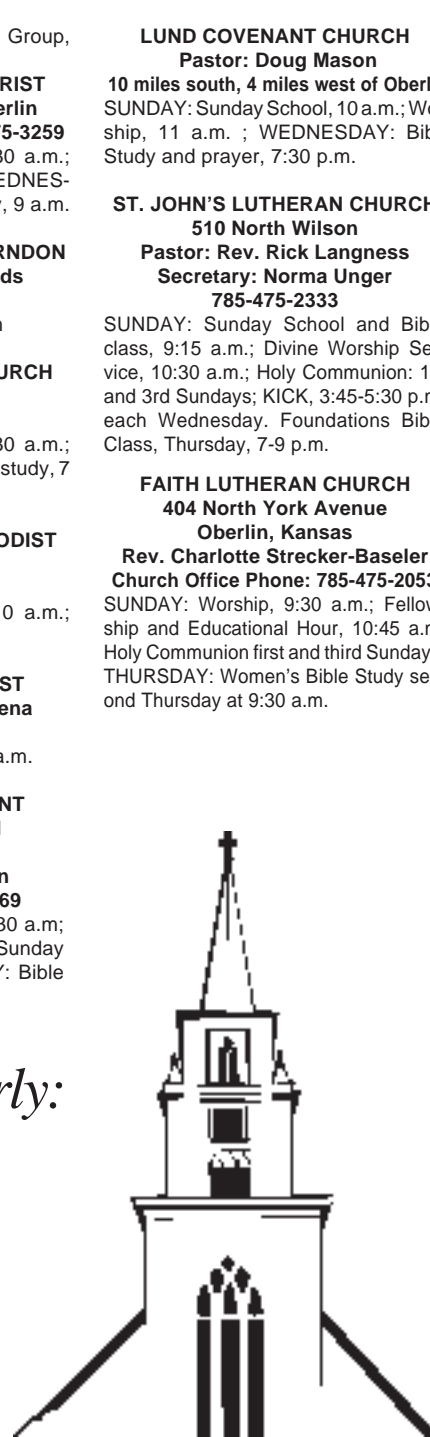 Group,
RIST
erlin
75-3259
30 a.m.;
EDNES-
, 9 a.m.
RNDON
ds
URCH
30 a.m.;
study, 7
ODIST
0 a.m.;
ST
ena
a.m.
NT
n
69
30 a.m;
Sunday
Y: Bible
rly:
LUND COVENANT CHURCH
Pastor: Doug Mason
10 miles south, 4 miles west of Oberl
SUNDAY: Sunday School, 10 a.m.; Wo
ship, 11 a.m. ; WEDNESDAY: Bib
Study and prayer, 7:30 p.m.
ST. JOHN'S LUTHERAN CHURCH
510 North Wilson
Pastor: Rev. Rick Langness
Secretary: Norma Unger
785-475-2333
SUNDAY: Sunday School and Bib
class, 9:15 a.m.; Divine Worship Se
vice, 10:30 a.m.; Holy Communion: 1
and 3rd Sundays; KICK, 3:45-5:30 p.m
each Wednesday. Foundations Bib
Class, Thursday, 7-9 p.m.
FAITH LUTHERAN CHURCH
404 North York Avenue
Oberlin, Kansas
Rev. Charlotte Strecker-Baseler
Church Office Phone: 785-475-2053
SUNDAY: Worship, 9:30 a.m.; Fellow
ship and Educational Hour, 10:45 a.m
Holy Communion first and third Sunday
THURSDAY: Women's Bible Study se
ond Thursday at 9:30 a.m.